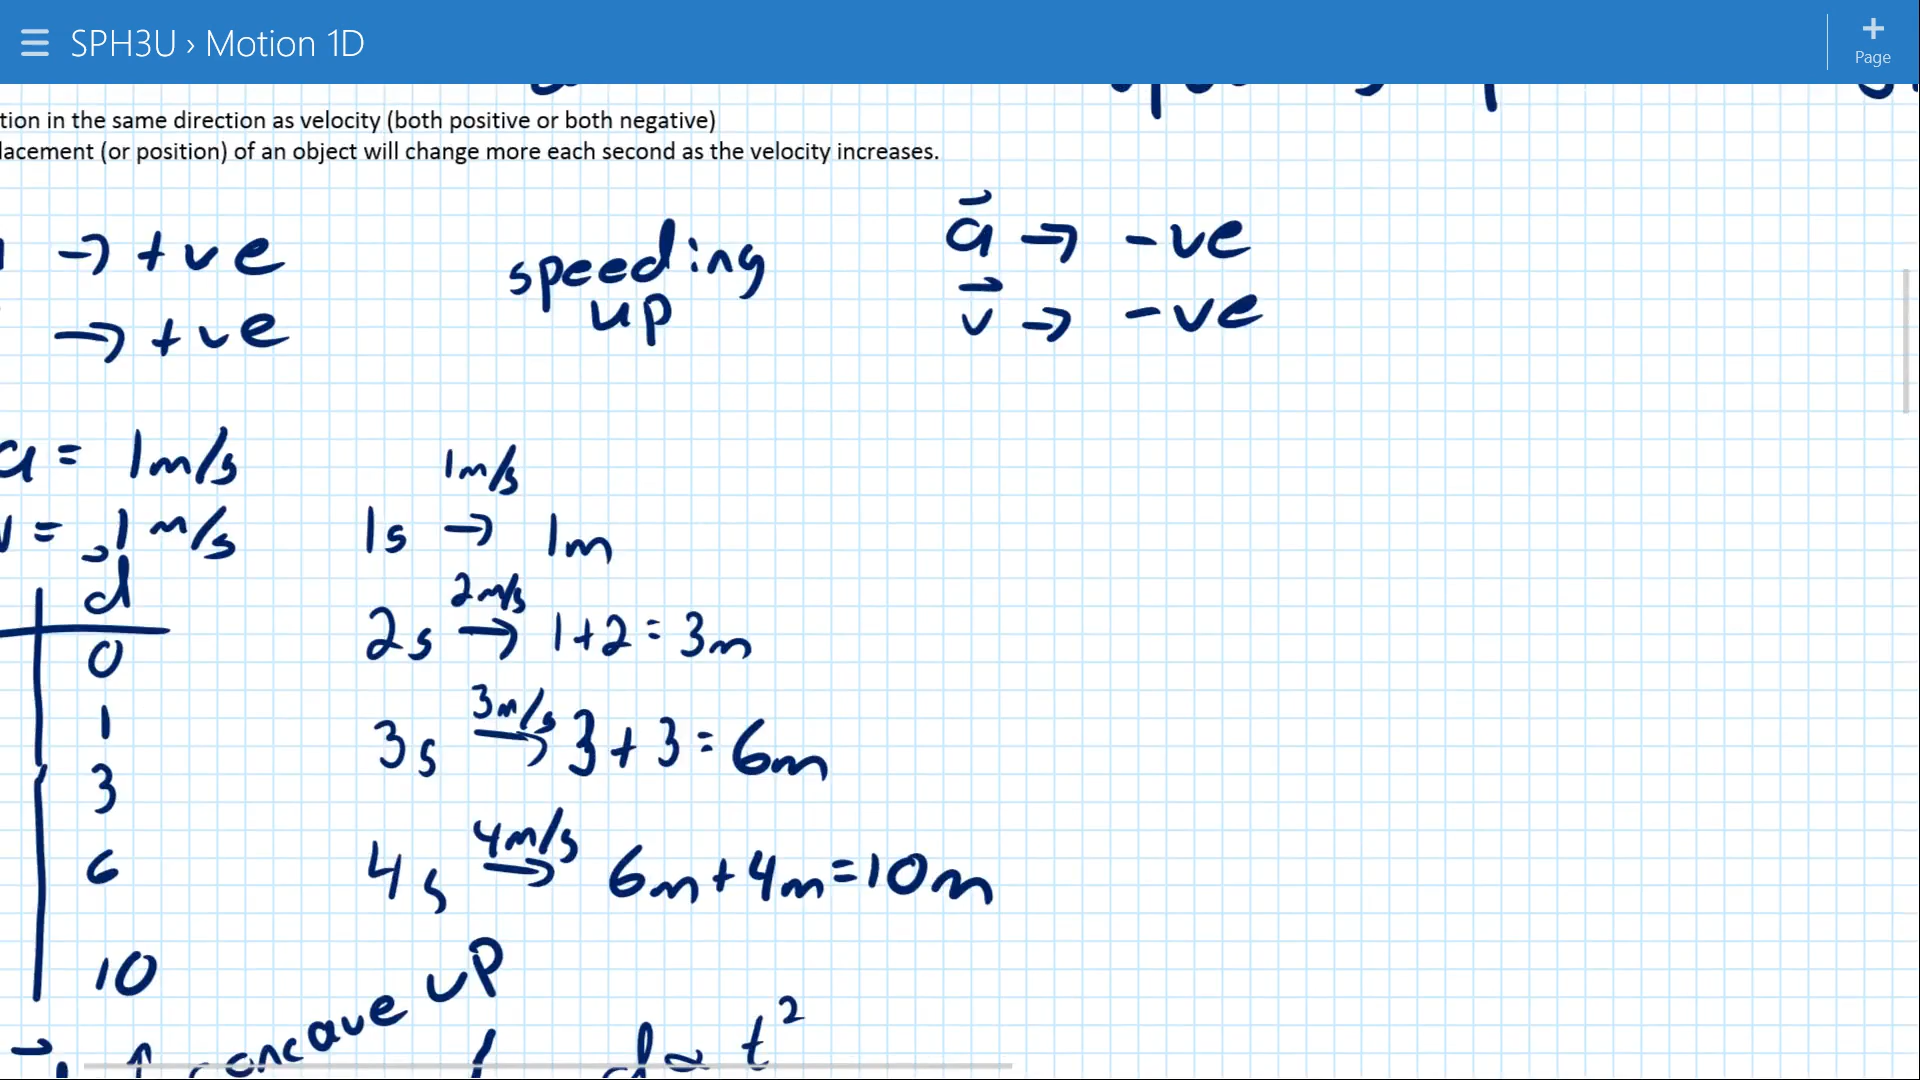 SPH3U › Motion 1D
+
Page
tion in the same direction as velocity (both positive or both negative)
lacement (or position) of an object will change more each second as the velocity increases.
→ +ve
→ +ve
speeding
up
a → -ve
v → -ve
a = 1m/s
v = 1m/s
d
0
1
3
6
10
1m/s
1s → 1m
2m/s
2s → 1+2=3m
3m/s
3s → 3+3=6m
4m/s
4s → 6m+4m=10m
concave up
d ≈ t²